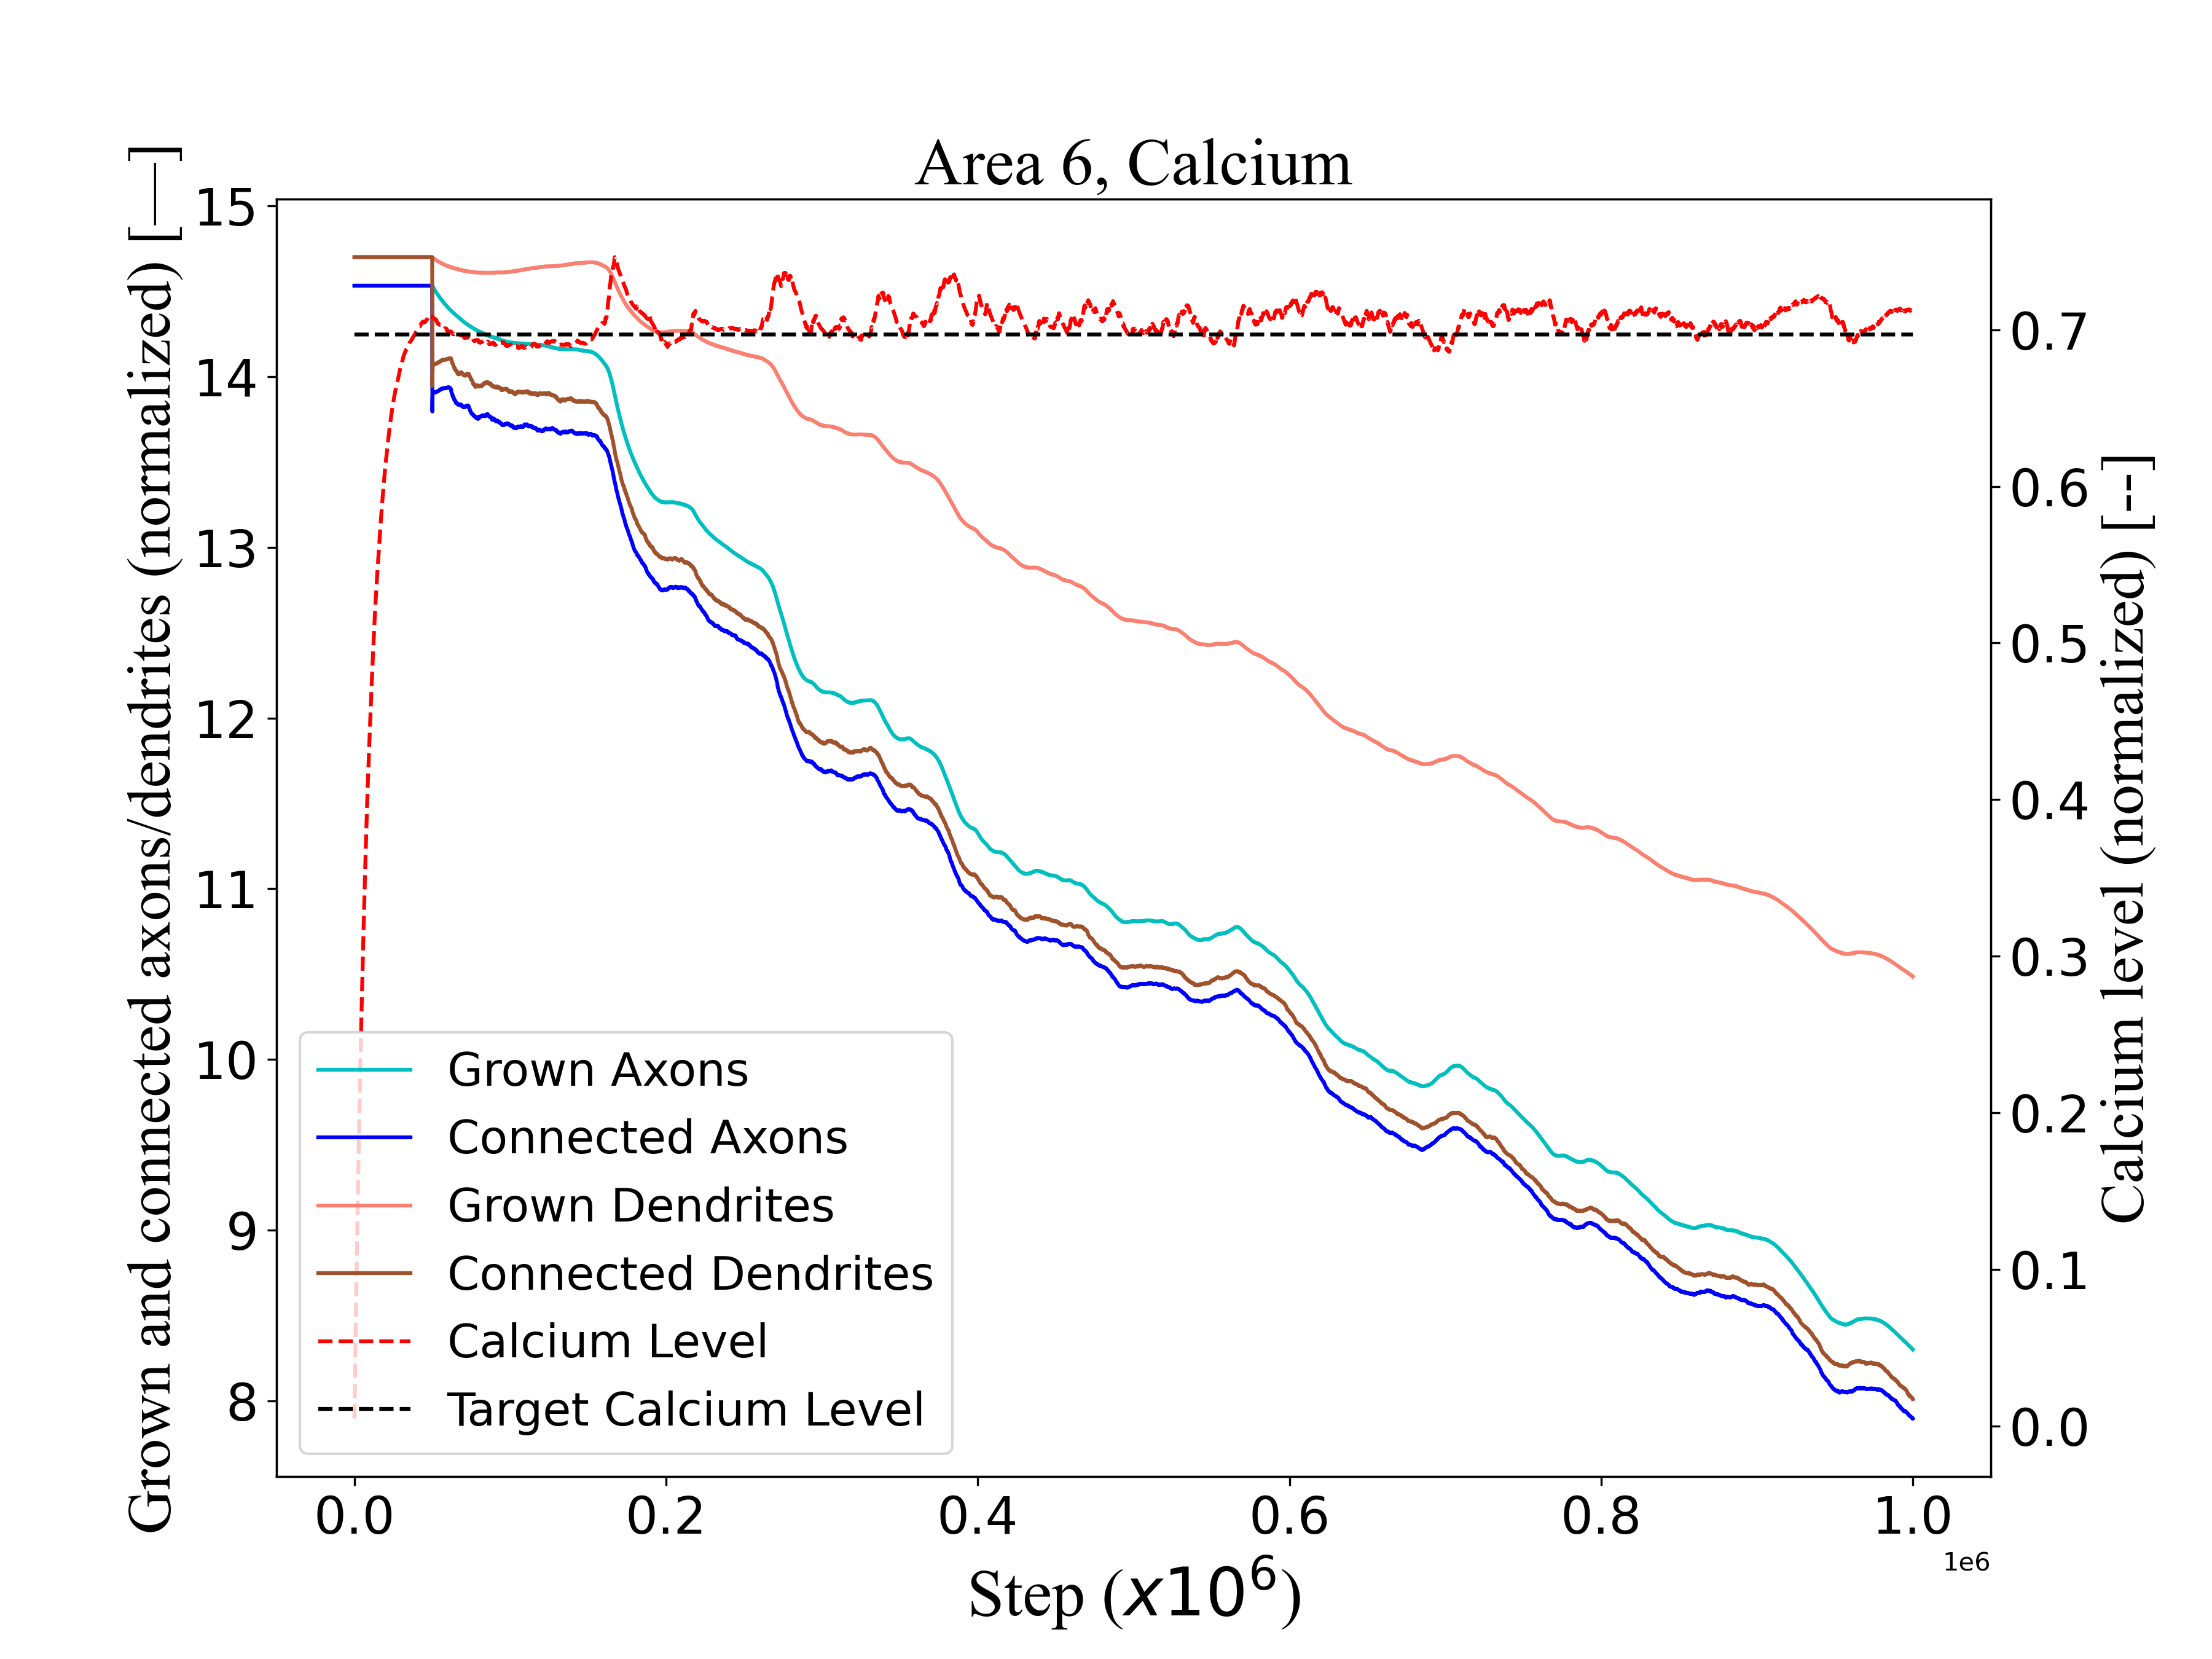 Area 6, Calcium
Grown and connected axons/dendrites (normalized) [—]
15
14
13
12
11
10
9
8
Calcium level (normalized) [--]
0.7
0.6
0.5
0.4
0.3
0.2
0.1
0.0
Grown Axons
Connected Axons
Grown Dendrites
Connected Dendrites
Calcium Level
Target Calcium Level
0.0 0.2 0.4 0.6 0.8 1.0
1e6
Step (x10⁶)